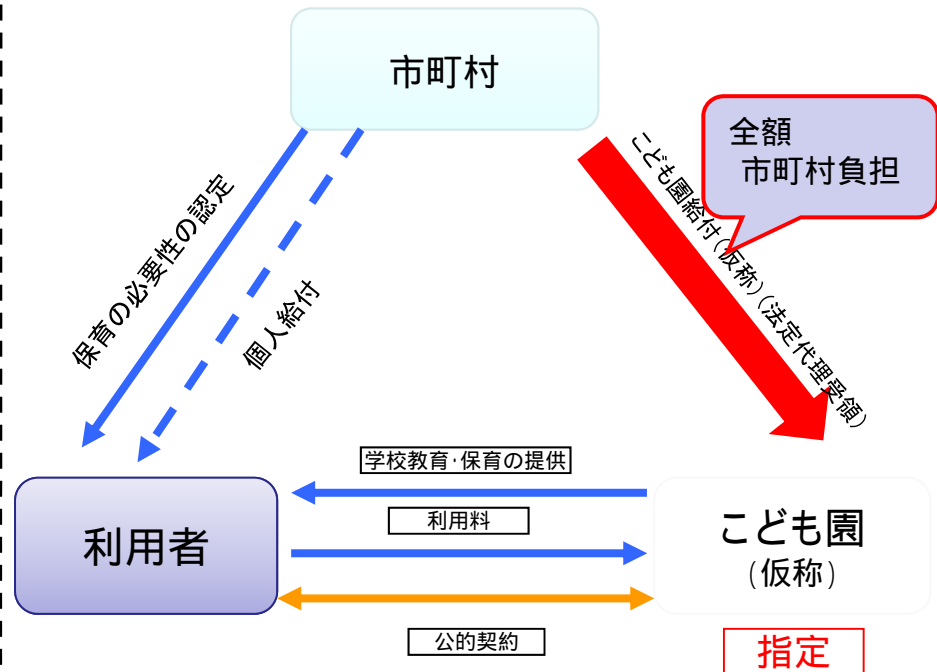 市町村
全額
市町村負担
保育の必要性の認定
個人給付
こども園給付(仮称)(法定代理受領)
学校教育・保育の提供
利用料
利用者
こども園
(仮称)
公的契約
指定